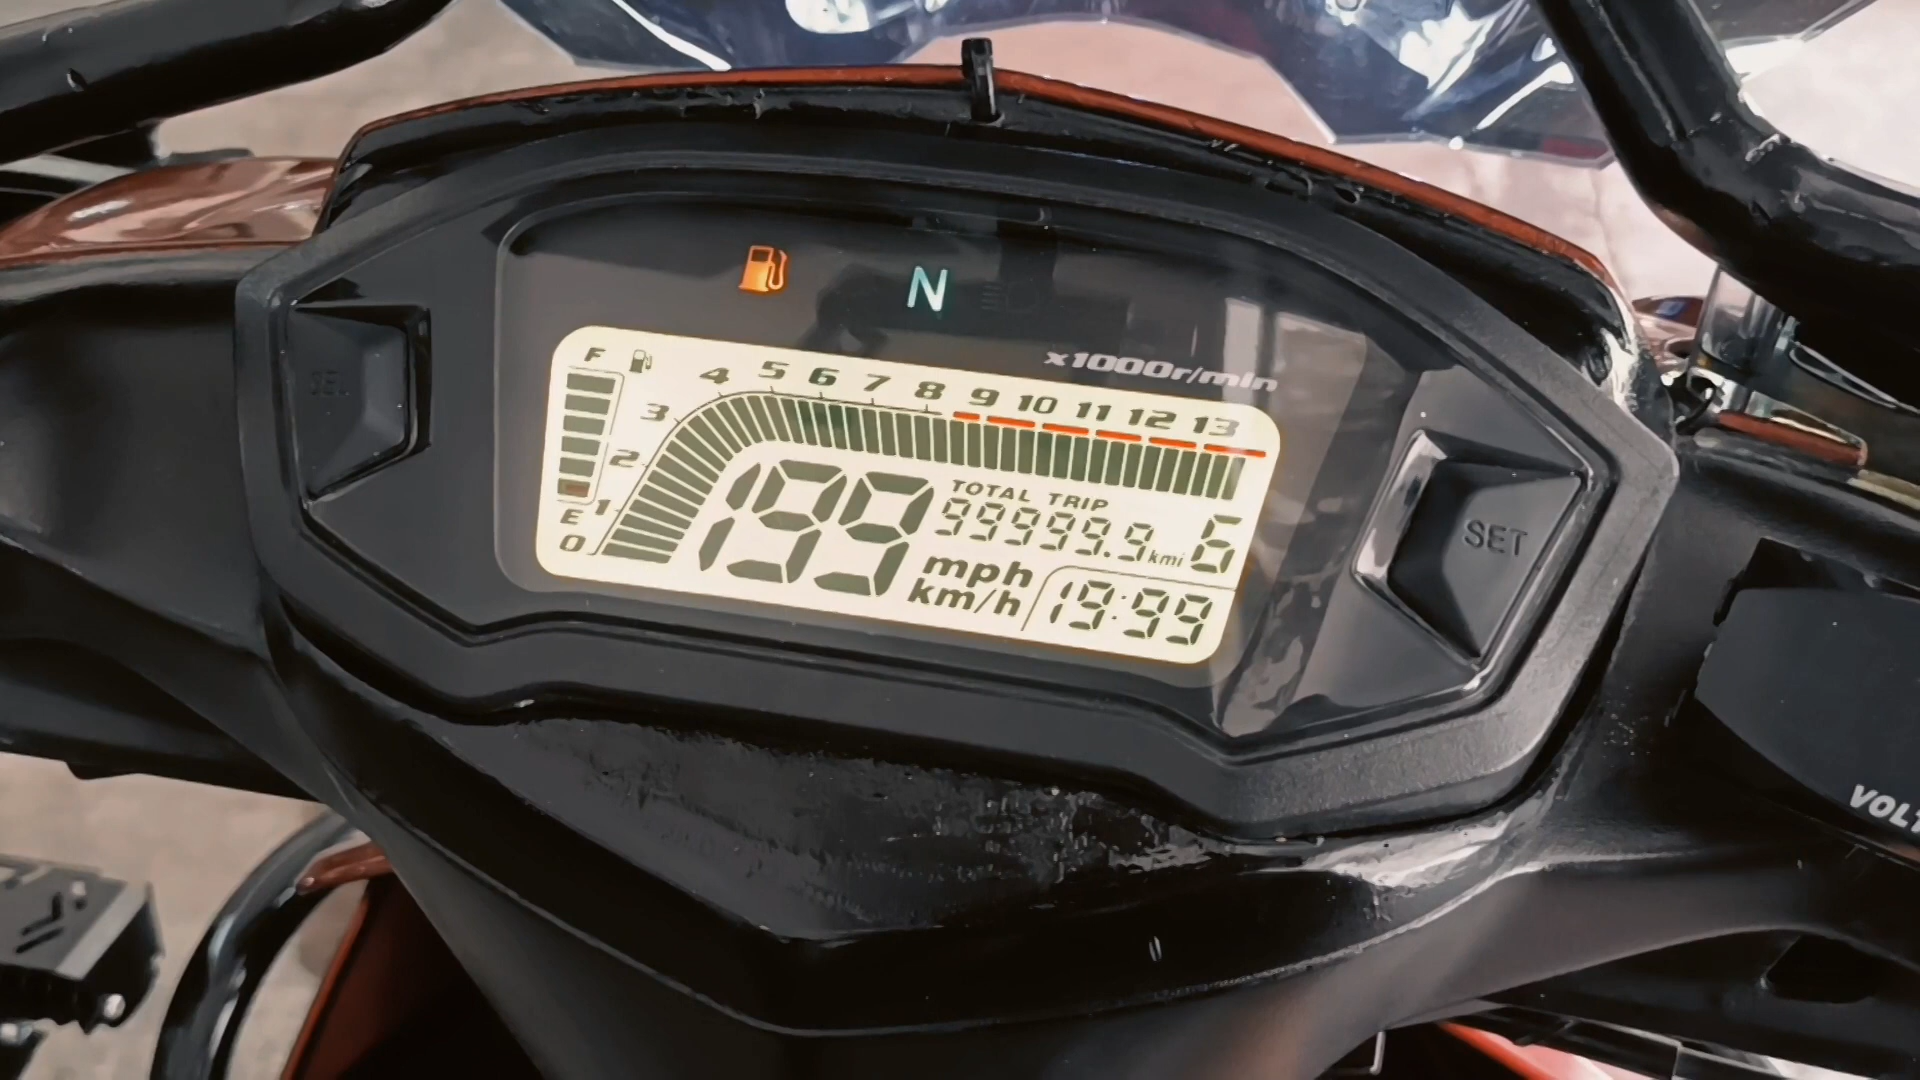 N
x1000r/min
F
4 5 6 7 8 9 10 11 12 13
3
2
1
E
0
199
mph
km/h
TOTAL TRIP
99999.9 kmi 6
19:99
SEL
SET
VOLT